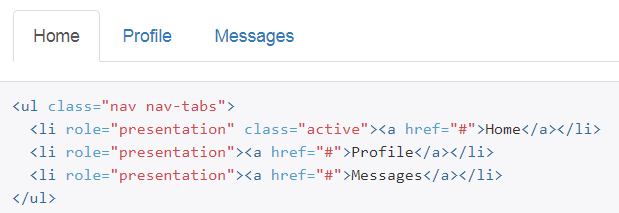 Home Profile Messages
<ul class="nav nav-tabs">
  <li role="presentation" class="active"><a href="#">Home</a></li>
  <li role="presentation"><a href="#">Profile</a></li>
  <li role="presentation"><a href="#">Messages</a></li>
</ul>